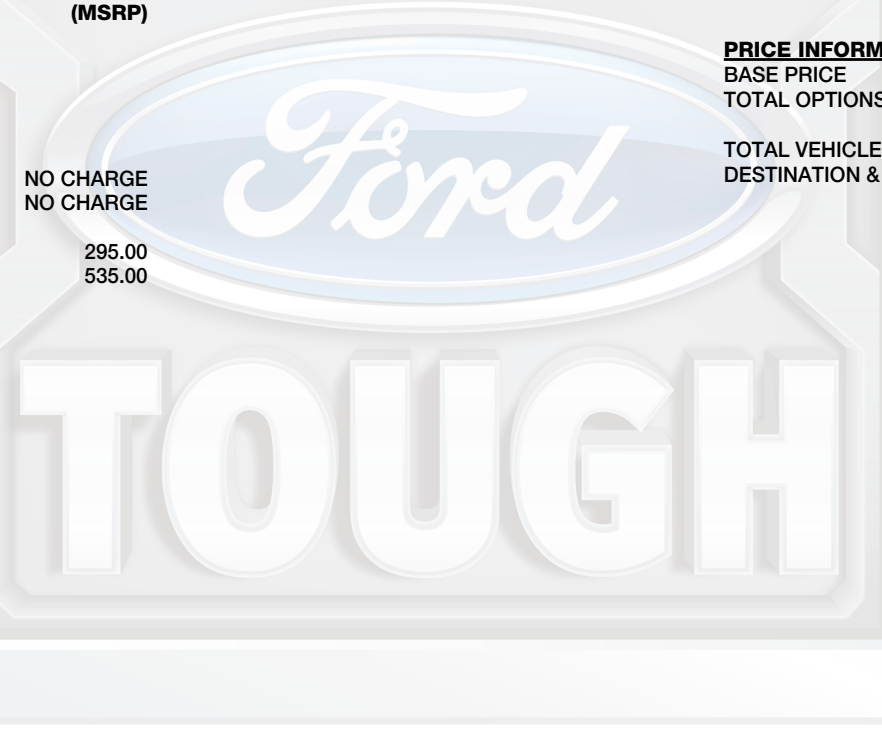 (MSRP)
NO CHARGE
NO CHARGE
295.00
535.00
PRICE INFORM
BASE PRICE
TOTAL OPTIONS
TOTAL VEHICLE
DESTINATION &
Ford
TOUGH